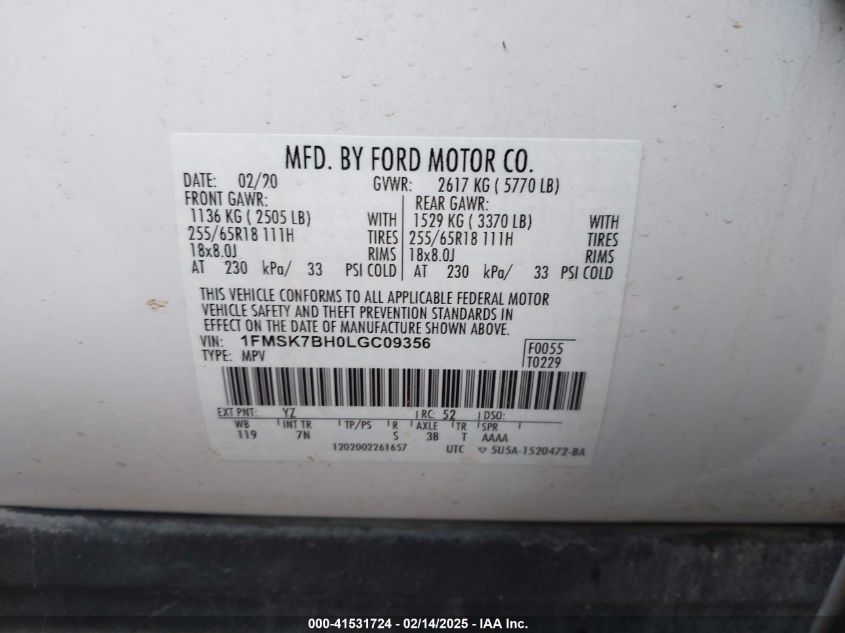 MFD. BY FORD MOTOR CO.
DATE: 02/20 GVWR: 2617 KG ( 5770 LB)
FRONT GAWR: REAR GAWR:
1136 KG ( 2505 LB) WITH 1529 KG ( 3370 LB) WITH
255/65R18 111H TIRES 255/65R18 111H TIRES
18x8.0J RIMS 18x8.0J RIMS
AT 230 kPa/ 33 PSI COLD AT 230 kPa/ 33 PSI COLD
THIS VEHICLE CONFORMS TO ALL APPLICABLE FEDERAL MOTOR
VEHICLE SAFETY AND THEFT PREVENTION STANDARDS IN
EFFECT ON THE DATE OF MANUFACTURE SHOWN ABOVE.
VIN: 1FMSK7BH0LGC09356 F0055
TYPE: MPV T0229
EXT PNT: YZ RC: 52 DSO:
WB INT TR TP/PS R AXLE TR SPR
119 7N S 3B T AAAA
1202002261657 UTC ▽ 5U5A-1520472-BA
000-41531724 - 02/14/2025 - IAA Inc.